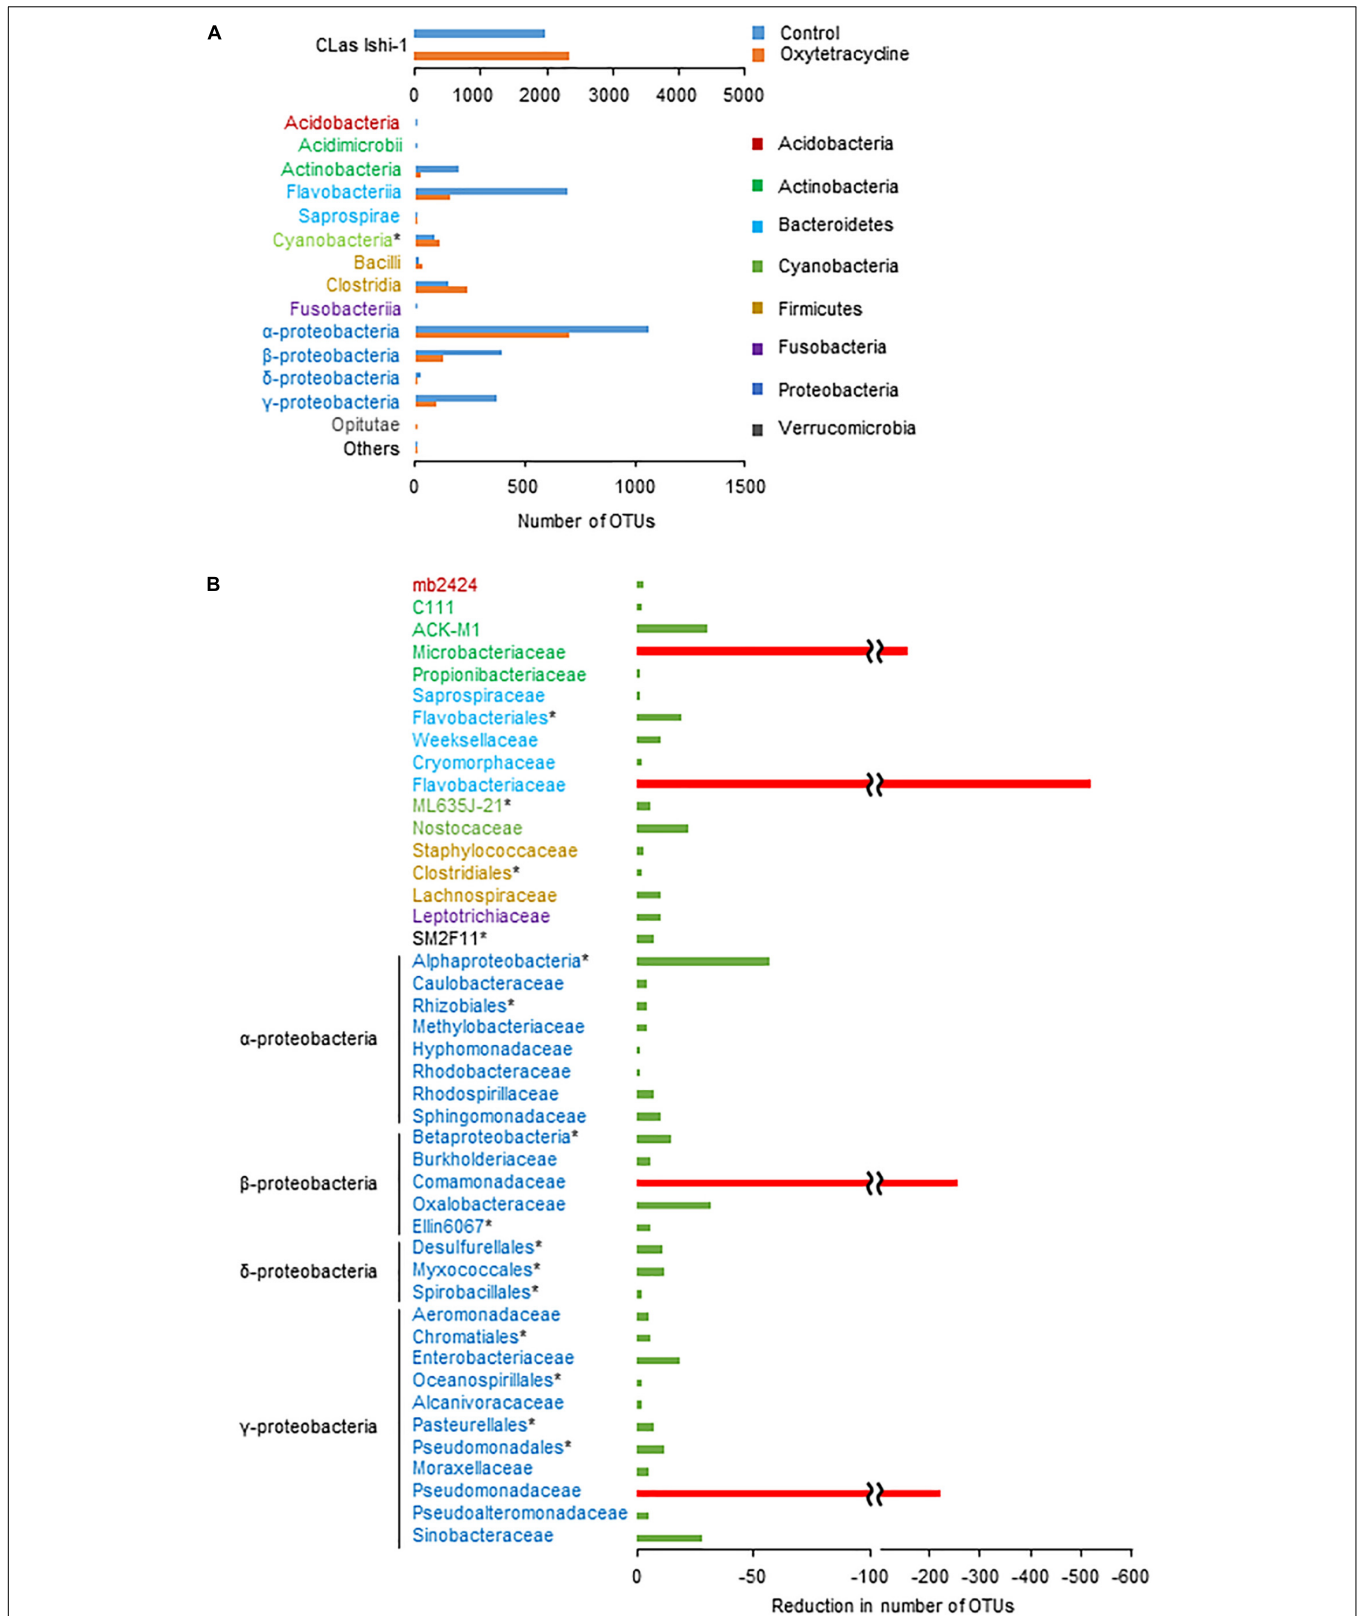 A
CLas Ishi-1
Control
Oxytetracycline
0 1000 2000 3000 4000 5000
Acidobacteria
Acidimicrobii
Actinobacteria
Flavobacteriia
Saprospirae
Cyanobacteria*
Bacilli
Clostridia
Fusobacteriia
α-proteobacteria
β-proteobacteria
δ-proteobacteria
γ-proteobacteria
Opitutae
Others
Acidobacteria
Actinobacteria
Bacteroidetes
Cyanobacteria
Firmicutes
Fusobacteria
Proteobacteria
Verrucomicrobia
0 500 1000 1500
Number of OTUs
B
mb2424
C111
ACK-M1
Microbacteriaceae
Propionibacteriaceae
Saprospiraceae
Flavobacteriales*
Weeksellaceae
Cryomorphaceae
Flavobacteriaceae
ML635J-21*
Nostocaceae
Staphylococcaceae
Clostridiales*
Lachnospiraceae
Leptotrichiaceae
SM2F11*
α-proteobacteria
Alphaproteobacteria*
Caulobacteraceae
Rhizobiales*
Methylobacteriaceae
Hyphomonadaceae
Rhodobacteraceae
Rhodospirillaceae
Sphingomonadaceae
β-proteobacteria
Betaproteobacteria*
Burkholderiaceae
Comamonadaceae
Oxalobacteraceae
Ellin6067*
δ-proteobacteria
Desulfurellales*
Myxococcales*
Spirobacillales*
γ-proteobacteria
Aeromonadaceae
Chromatiales*
Enterobacteriaceae
Oceanospirillales*
Alcanivoracaceae
Pasteurellales*
Pseudomonadales*
Moraxellaceae
Pseudomonadaceae
Pseudoalteromonadaceae
Sinobacteraceae
0 -50 -100 -200 -300 -400 -500 -600
Reduction in number of OTUs